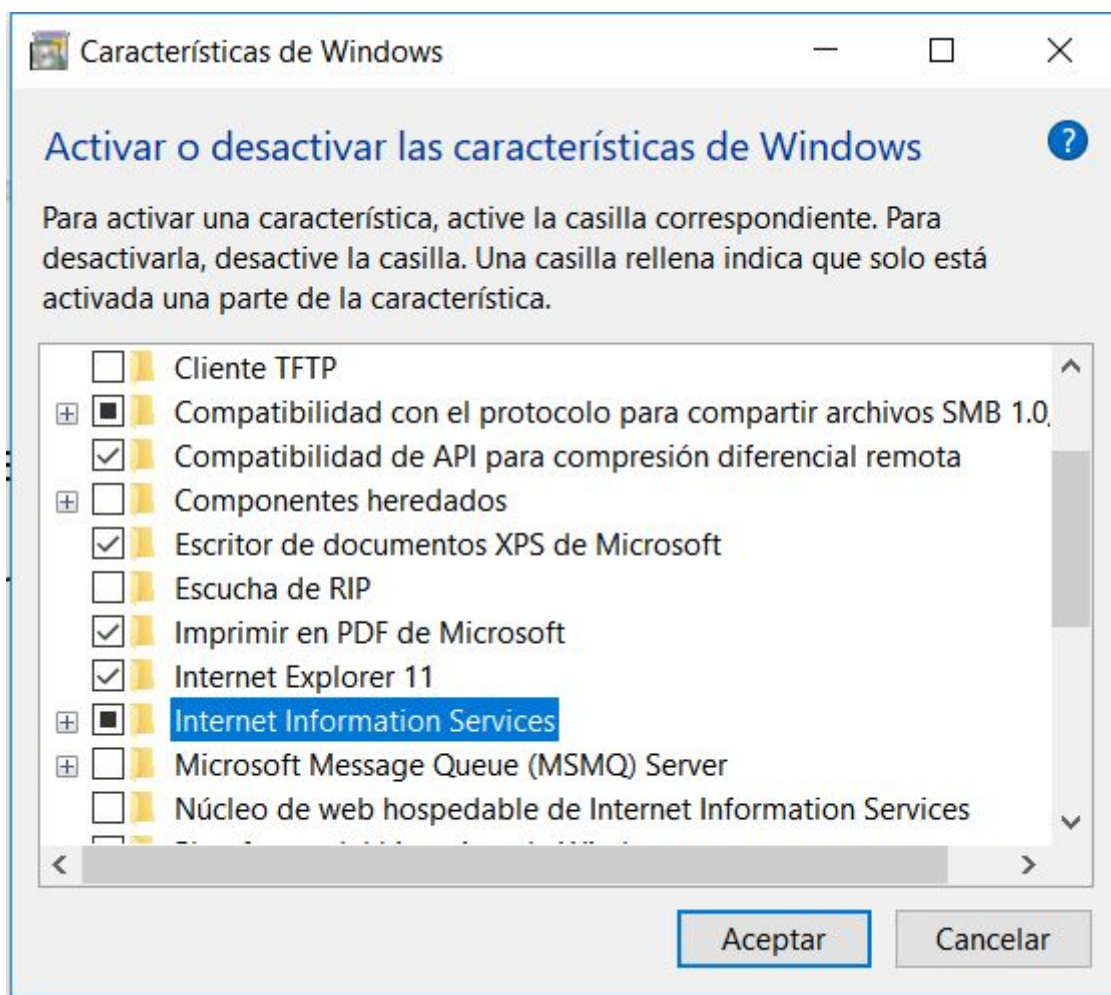 Características de Windows
Activar o desactivar las características de Windows
?
Para activar una característica, active la casilla correspondiente. Para
desactivarla, desactive la casilla. Una casilla rellena indica que solo está
activada una parte de la característica.
Cliente TFTP
Compatibilidad con el protocolo para compartir archivos SMB 1.0,
Compatibilidad de API para compresión diferencial remota
Componentes heredados
Escritor de documentos XPS de Microsoft
Escucha de RIP
Imprimir en PDF de Microsoft
Internet Explorer 11
Internet Information Services
Microsoft Message Queue (MSMQ) Server
Núcleo de web hospedable de Internet Information Services
Aceptar
Cancelar